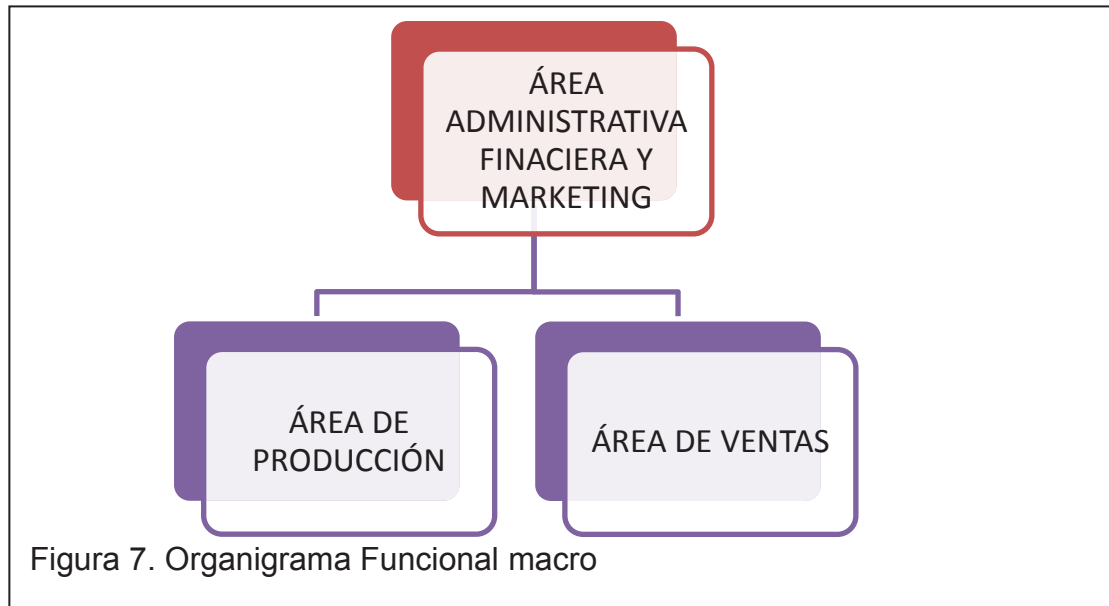 ÁREA
ADMINISTRATIVA
FINACIERA Y
MARKETING
ÁREA DE
PRODUCCIÓN
ÁREA DE VENTAS
Figura 7. Organigrama Funcional macro